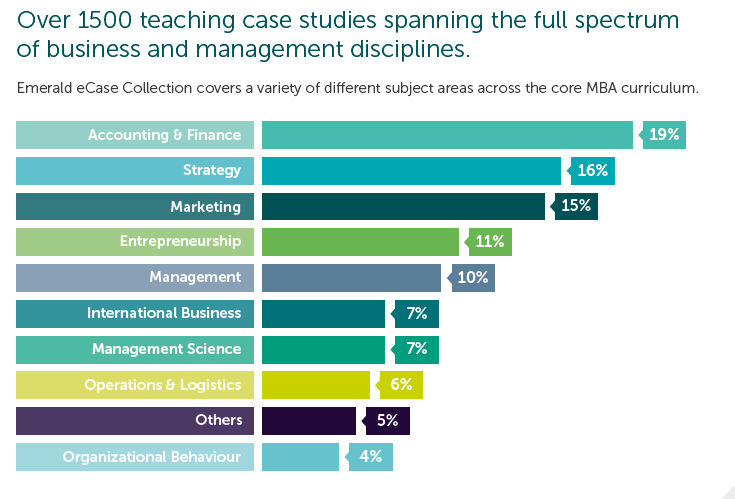 Over 1500 teaching case studies spanning the full spectrum
of business and management disciplines.
Emerald eCase Collection covers a variety of different subject areas across the core MBA curriculum.
Accounting & Finance 19%
Strategy 16%
Marketing 15%
Entrepreneurship 11%
Management 10%
International Business 7%
Management Science 7%
Operations & Logistics 6%
Others 5%
Organizational Behaviour 4%